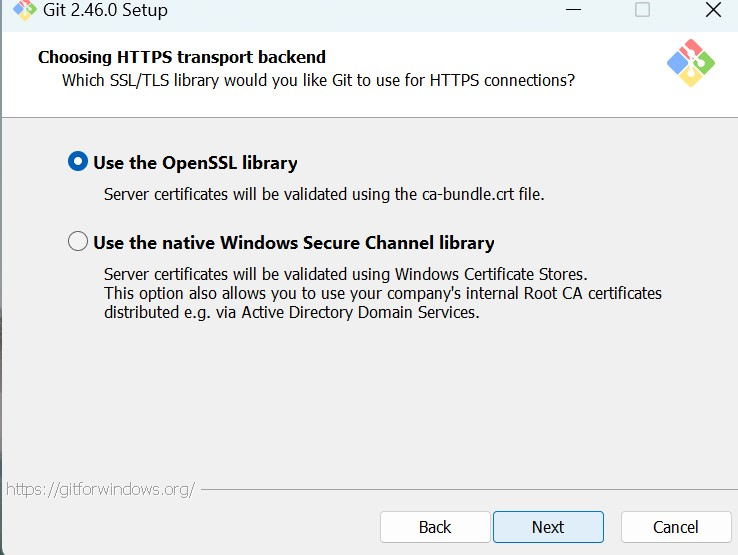 Git 2.46.0 Setup
Choosing HTTPS transport backend
Which SSL/TLS library would you like Git to use for HTTPS connections?
Use the OpenSSL library
Server certificates will be validated using the ca-bundle.crt file.
Use the native Windows Secure Channel library
Server certificates will be validated using Windows Certificate Stores.
This option also allows you to use your company's internal Root CA certificates
distributed e.g. via Active Directory Domain Services.
https://gitforwindows.org/
Back
Next
Cancel